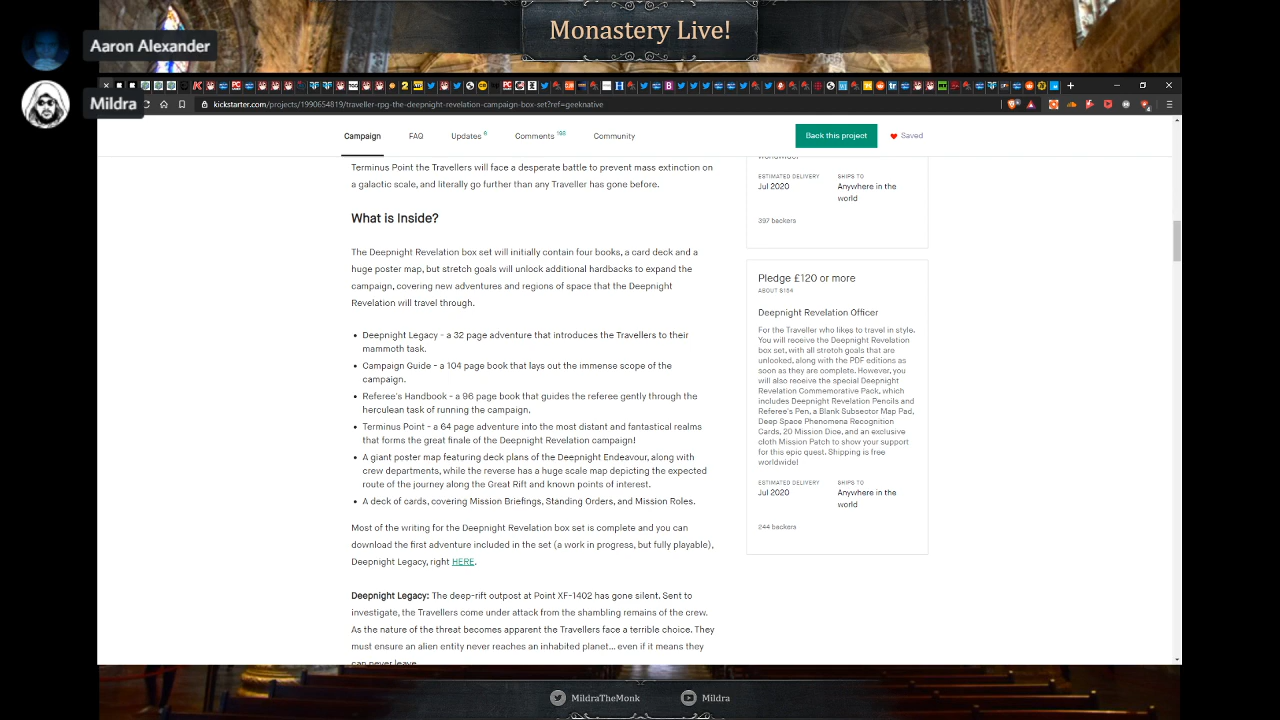 Monastery Live!
Aaron Alexander
Mildra
kickstarter.com/projects/1990654819/traveller-rpg-the-deepnight-revelation-campaign-box-set?ref=geeknative
Campaign
FAQ
Updates 8
Comments 195
Community
Back this project
Saved
Terminus Point the Travellers will face a desperate battle to prevent mass extinction on
a galactic scale, and literally go further than any Traveller has gone before.
What is Inside?
The Deepnight Revelation box set will initially contain four books, a card deck and a
huge poster map, but stretch goals will unlock additional hardbacks to expand the
campaign, covering new adventures and regions of space that the Deepnight
Revelation will travel through.
• Deepnight Legacy - a 32 page adventure that introduces the Travellers to their
mammoth task.
• Campaign Guide - a 104 page book that lays out the immense scope of the
campaign.
• Referee's Handbook - a 96 page book that guides the referee gently through the
herculean task of running the campaign.
• Terminus Point - a 64 page adventure into the most distant and fantastical realms
that forms the great finale of the Deepnight Revelation campaign!
• A giant poster map featuring deck plans of the Deepnight Endeavour, along with
crew departments, while the reverse has a huge scale map depicting the expected
route of the journey along the Great Rift and known points of interest.
• A deck of cards, covering Mission Briefings, Standing Orders, and Mission Roles.
Most of the writing for the Deepnight Revelation box set is complete and you can
download the first adventure included in the set (a work in progress, but fully playable),
Deepnight Legacy, right HERE.
Deepnight Legacy: The deep-rift outpost at Point XF-1402 has gone silent. Sent to
investigate, the Travellers come under attack from the shambling remains of the crew.
As the nature of the threat becomes apparent the Travellers face a terrible choice. They
must ensure an alien entity never reaches an inhabited planet... even if it means they
can never leave.
worldwide!
ESTIMATED DELIVERY
Jul 2020
SHIPS TO
Anywhere in the
world
397 backers
Pledge £120 or more
ABOUT $154
Deepnight Revelation Officer
For the Traveller who likes to travel in style.
You will receive the Deepnight Revelation
box set, with all stretch goals that are
unlocked, along with the PDF editions as
soon as they are complete. However, you
will also receive the special Deepnight
Revelation Commemorative Pack, which
includes Deepnight Revelation Pencils and
Referee's Pen, a Blank Subsector Map Pad,
Deep Space Phenomena Recognition
Cards, 20 Mission Dice, and an exclusive
cloth Mission Patch to show your support
for this epic quest. Shipping is free
worldwide!
ESTIMATED DELIVERY
Jul 2020
SHIPS TO
Anywhere in the
world
244 backers
MildraTheMonk
Mildra